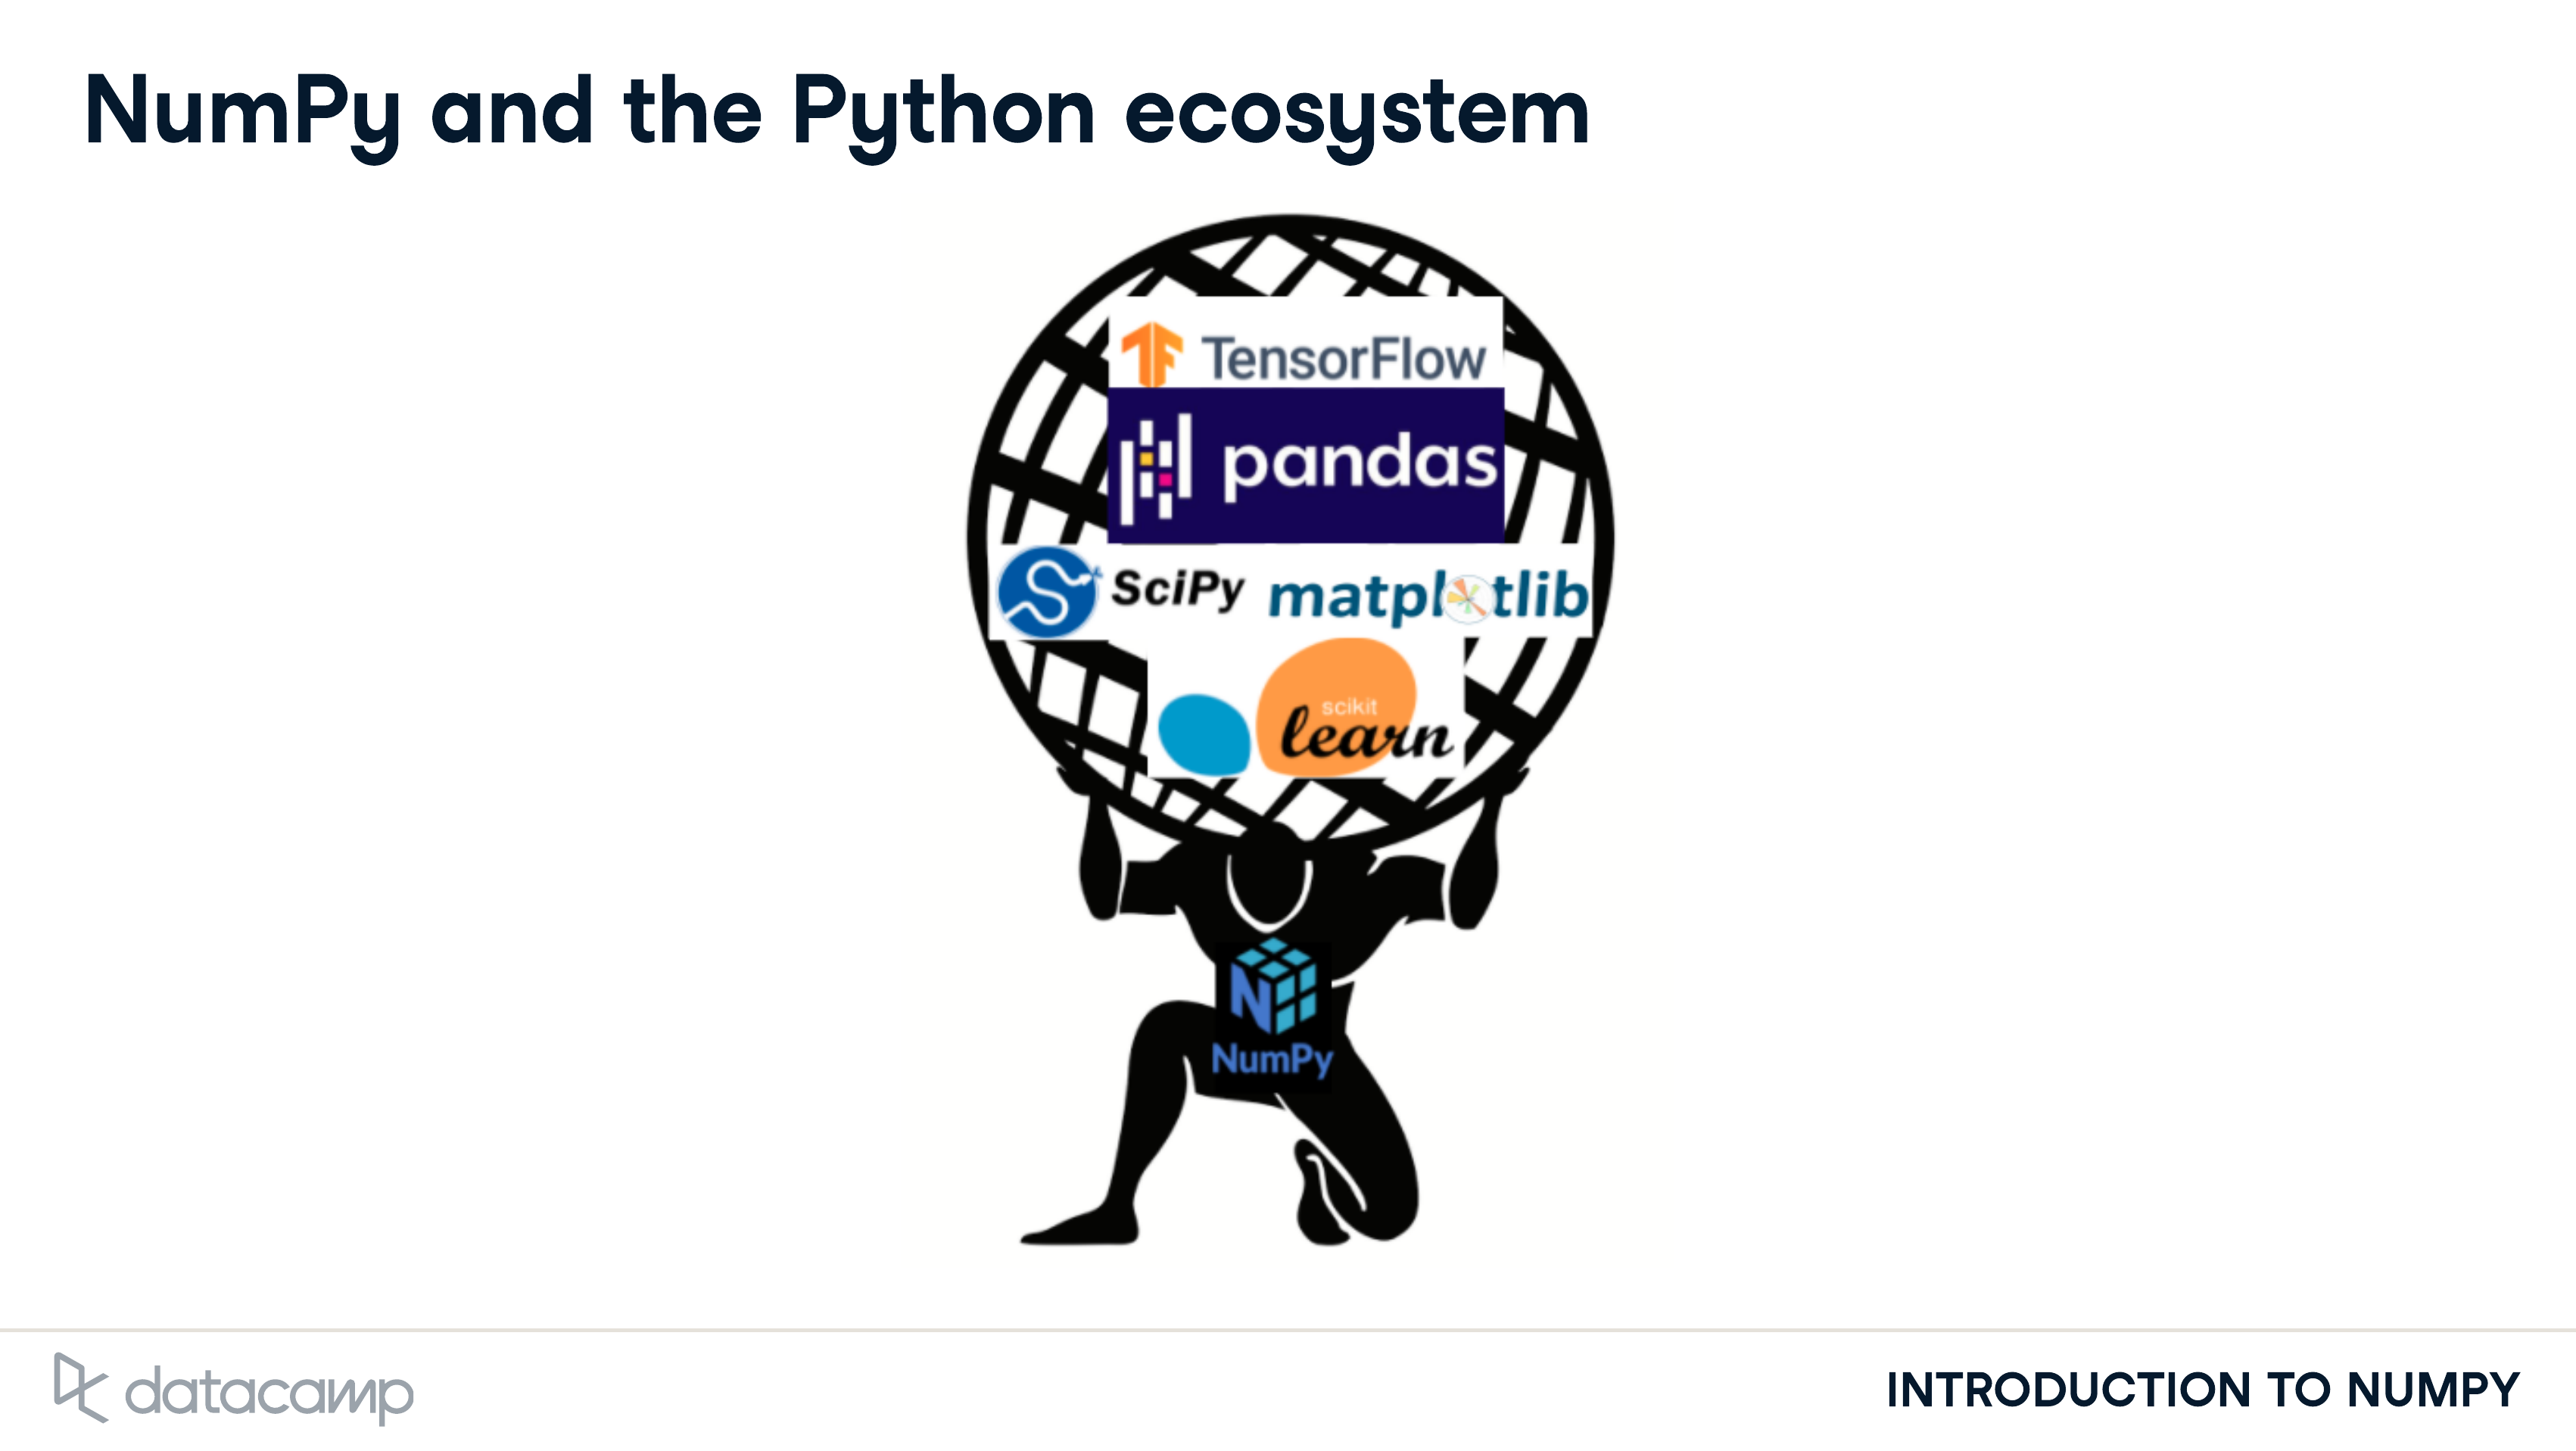 NumPy and the Python ecosystem
TensorFlow
pandas
SciPy matplotlib
scikit
learn
NumPy
datacamp
INTRODUCTION TO NUMPY